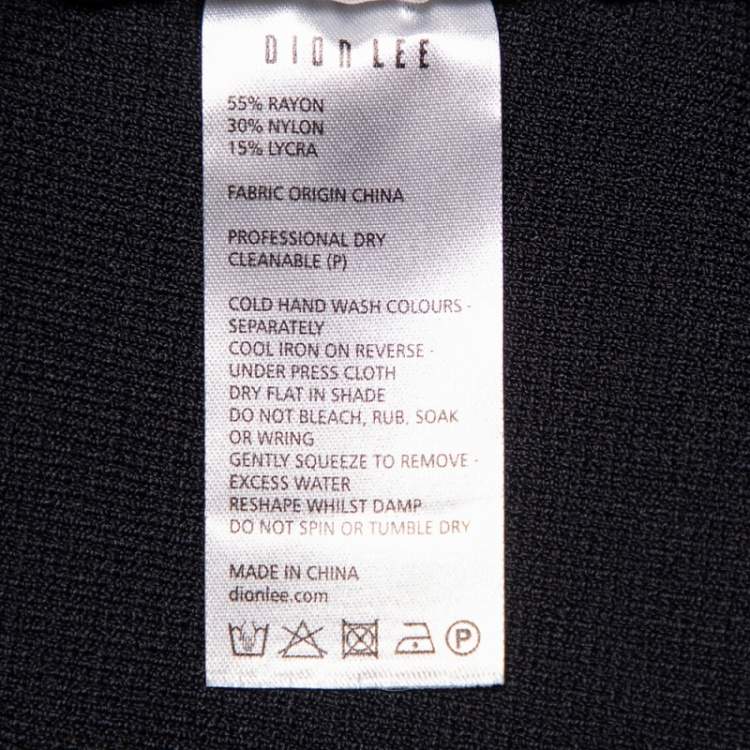 DION LEE
55% RAYON
30% NYLON
15% LYCRA
FABRIC ORIGIN CHINA
PROFESSIONAL DRY
CLEANABLE (P)
COLD HAND WASH COLOURS -
SEPARATELY
COOL IRON ON REVERSE -
UNDER PRESS CLOTH
DRY FLAT IN SHADE
DO NOT BLEACH, RUB, SOAK
OR WRING
GENTLY SQUEEZE TO REMOVE -
EXCESS WATER
RESHAPE WHILST DAMP
DO NOT SPIN OR TUMBLE DRY
MADE IN CHINA
dionlee.com
P